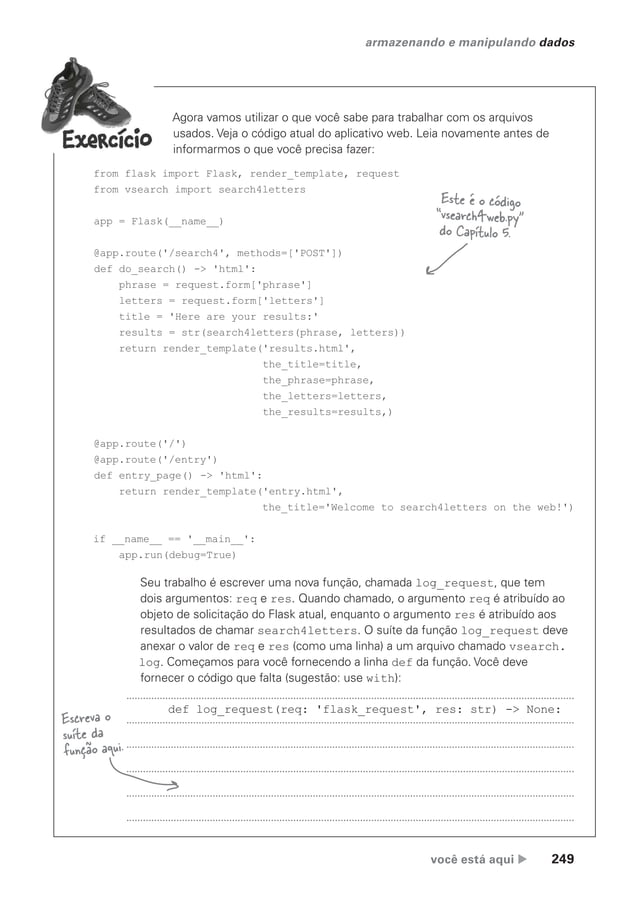 armazenando e manipulando dados
Exercício
Agora vamos utilizar o que você sabe para trabalhar com os arquivos
usados. Veja o código atual do aplicativo web. Leia novamente antes de
informarmos o que você precisa fazer:
from flask import Flask, render_template, request
from vsearch import search4letters
Este é o código
"vsearch4web.py"
do Capítulo 5.
app = Flask(__name__)
@app.route('/search4', methods=['POST'])
def do_search() -> 'html':
    phrase = request.form['phrase']
    letters = request.form['letters']
    title = 'Here are your results:'
    results = str(search4letters(phrase, letters))
    return render_template('results.html',
                           the_title=title,
                           the_phrase=phrase,
                           the_letters=letters,
                           the_results=results,)
@app.route('/')
@app.route('/entry')
def entry_page() -> 'html':
    return render_template('entry.html',
                           the_title='Welcome to search4letters on the web!')
if __name__ == '__main__':
    app.run(debug=True)
Seu trabalho é escrever uma nova função, chamada log_request, que tem
dois argumentos: req e res. Quando chamado, o argumento req é atribuído ao
objeto de solicitação do Flask atual, enquanto o argumento res é atribuído aos
resultados de chamar search4letters. O suíte da função log_request deve
anexar o valor de req e res (como uma linha) a um arquivo chamado vsearch.
log. Começamos para você fornecendo a linha def da função. Você deve
fornecer o código que falta (sugestão: use with):
def log_request(req: 'flask_request', res: str) -> None:
Escreva o
suíte da
função aqui.
você está aqui ▶ 249